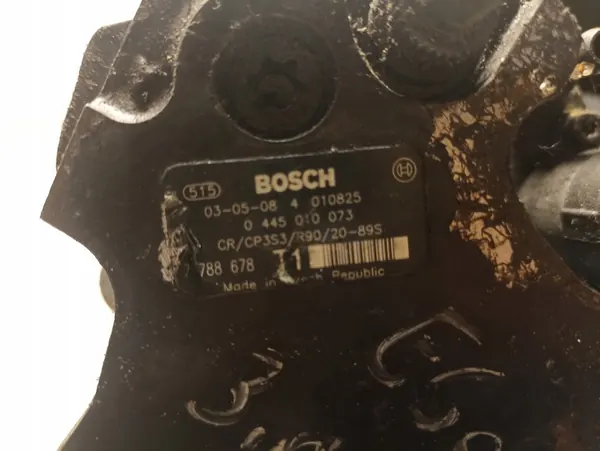 515 BOSCH
03-05-08 4 010825
0 445 010 073
CR/CP3S3/R90/20-89S
788 678
Made in Czech Republic